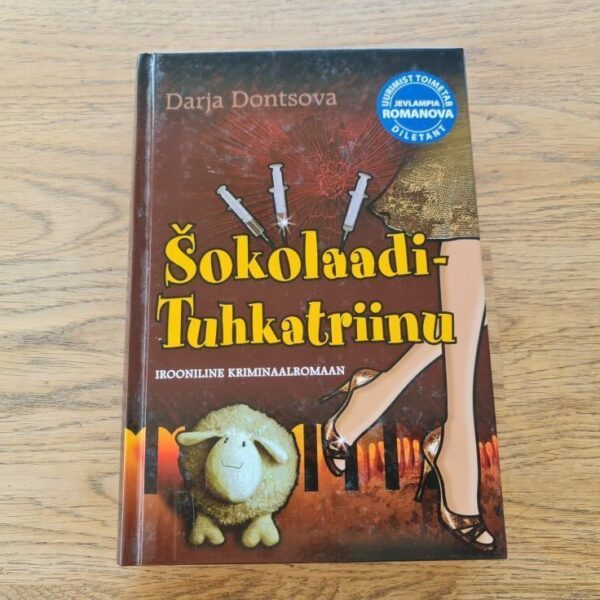 Darja Dontsova
UURIMIST TOIMETAB
JEVLAMPIA
ROMANOVA
DILETANT
Šokolaadi-
Tuhkatriinu
IROONILINE KRIMINAALROMAAN